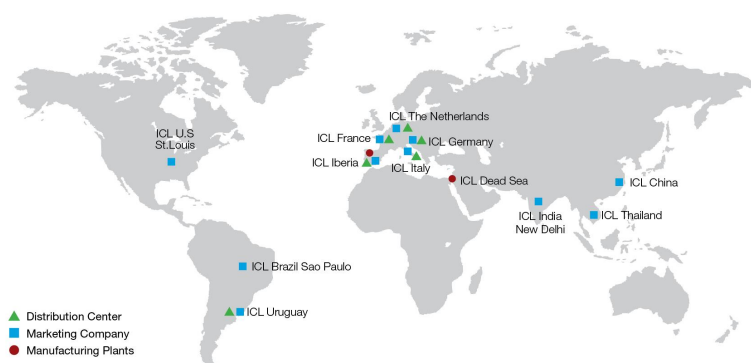 ICL U.S
St.Louis
ICL The Netherlands
ICL France
ICL Germany
ICL Iberia
ICL Italy
ICL Dead Sea
ICL China
ICL India
New Delhi
ICL Thailand
ICL Brazil Sao Paulo
ICL Uruguay
Distribution Center
Marketing Company
Manufacturing Plants